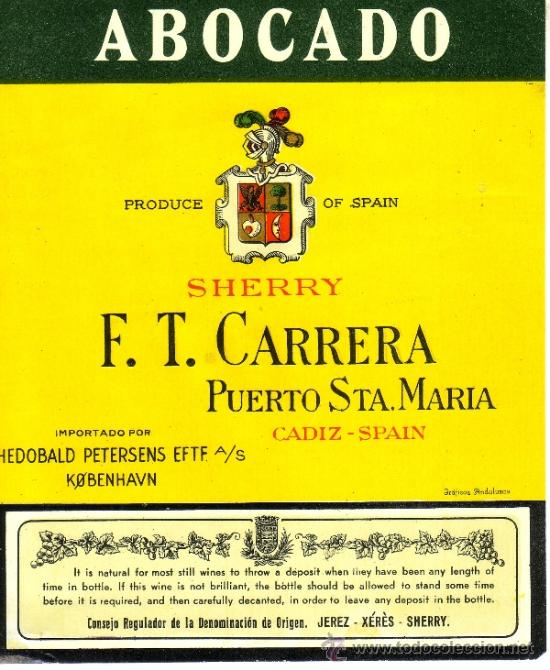 ABOCADO
PRODUCE OF SPAIN
SHERRY
F. T. CARRERA
PUERTO STA. MARIA
CADIZ - SPAIN
IMPORTADO POR
HEDOBALD PETERSENS EFTF. A/S
KØBENHAVN
Gráficas Andaluzas
It is natural for most still wines to throw a deposit when they have been any length of
time in bottle. If this wine is not brilliant, the bottle should be allowed to stand some time
before it is required, and then carefully decanted, in order to leave any deposit in the bottle.
Consejo Regulador de la Denominación de Origen. JEREZ - XÉRÈS - SHERRY.
todocoleccion.net